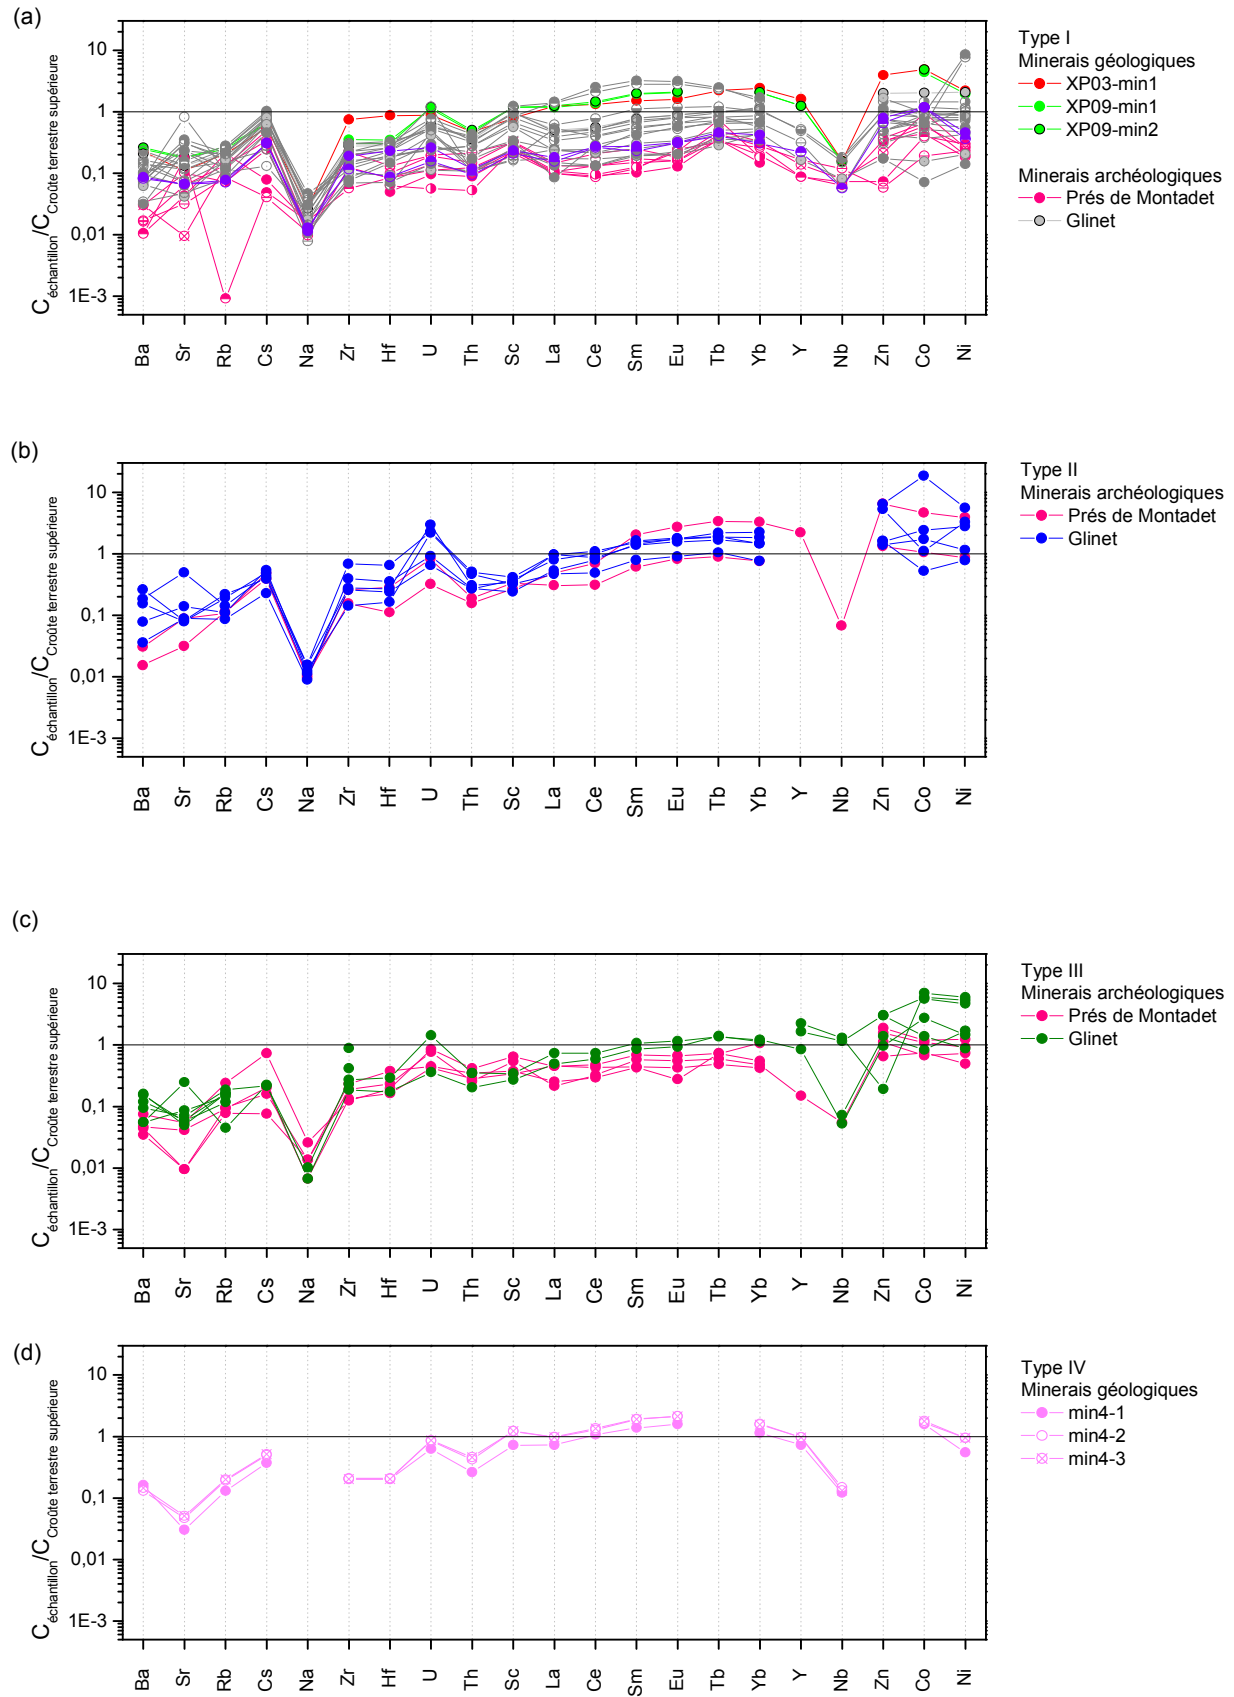 (a)
C échantillon/C Croûte terrestre supérieure
10
1
0,1
0,01
1E-3
Ba Sr Rb Cs Na Zr Hf U Th Sc La Ce Sm Eu Tb Yb Y Nb Zn Co Ni
Type I
Minerais géologiques
XP03-min1
XP09-min1
XP09-min2
Minerais archéologiques
Prés de Montadet
Glinet
(b)
C échantillon/C Croûte terrestre supérieure
10
1
0,1
0,01
1E-3
Ba Sr Rb Cs Na Zr Hf U Th Sc La Ce Sm Eu Tb Yb Y Nb Zn Co Ni
Type II
Minerais archéologiques
Prés de Montadet
Glinet
(c)
C échantillon/C Croûte terrestre supérieure
10
1
0,1
0,01
1E-3
Ba Sr Rb Cs Na Zr Hf U Th Sc La Ce Sm Eu Tb Yb Y Nb Zn Co Ni
Type III
Minerais archéologiques
Prés de Montadet
Glinet
(d)
C échantillon/C Croûte terrestre supérieure
10
1
0,1
0,01
1E-3
Ba Sr Rb Cs Na Zr Hf U Th Sc La Ce Sm Eu Tb Yb Y Nb Zn Co Ni
Type IV
Minerais géologiques
min4-1
min4-2
min4-3